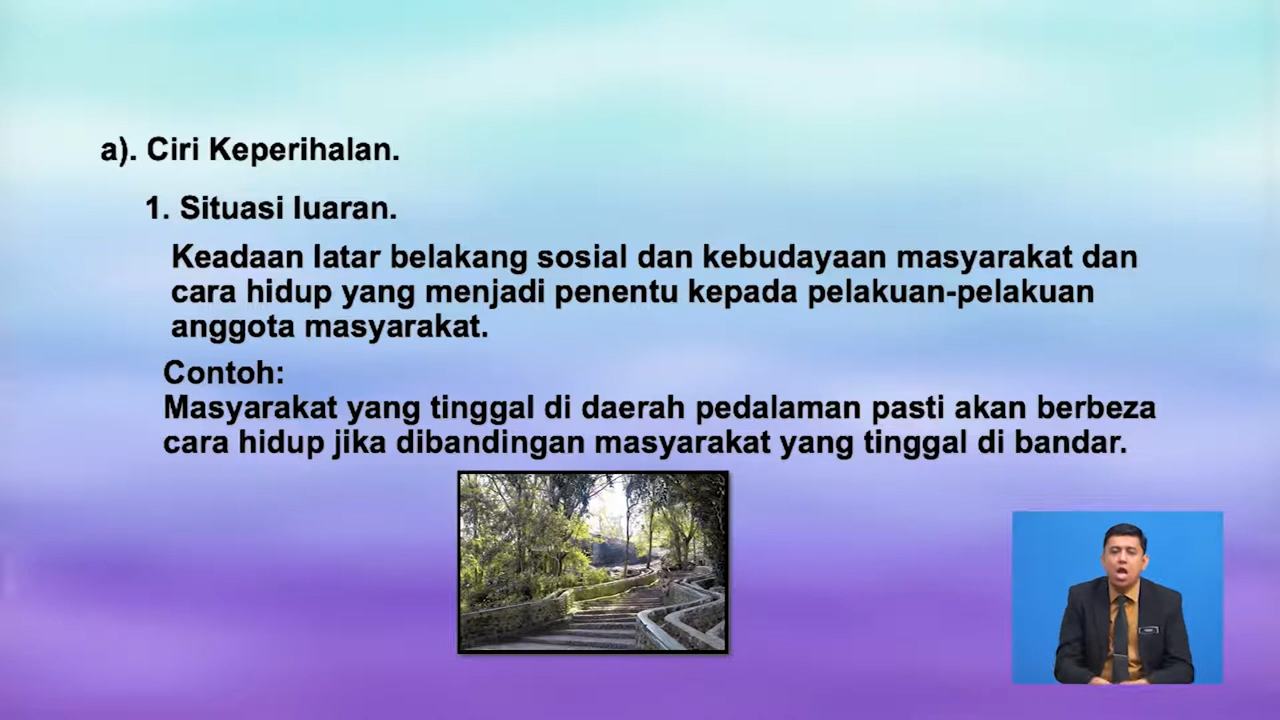 a). Ciri Keperihalan.
1. Situasi luaran.
Keadaan latar belakang sosial dan kebudayaan masyarakat dan
cara hidup yang menjadi penentu kepada pelakuan-pelakuan
anggota masyarakat.
Contoh:
Masyarakat yang tinggal di daerah pedalaman pasti akan berbeza
cara hidup jika dibandingan masyarakat yang tinggal di bandar.